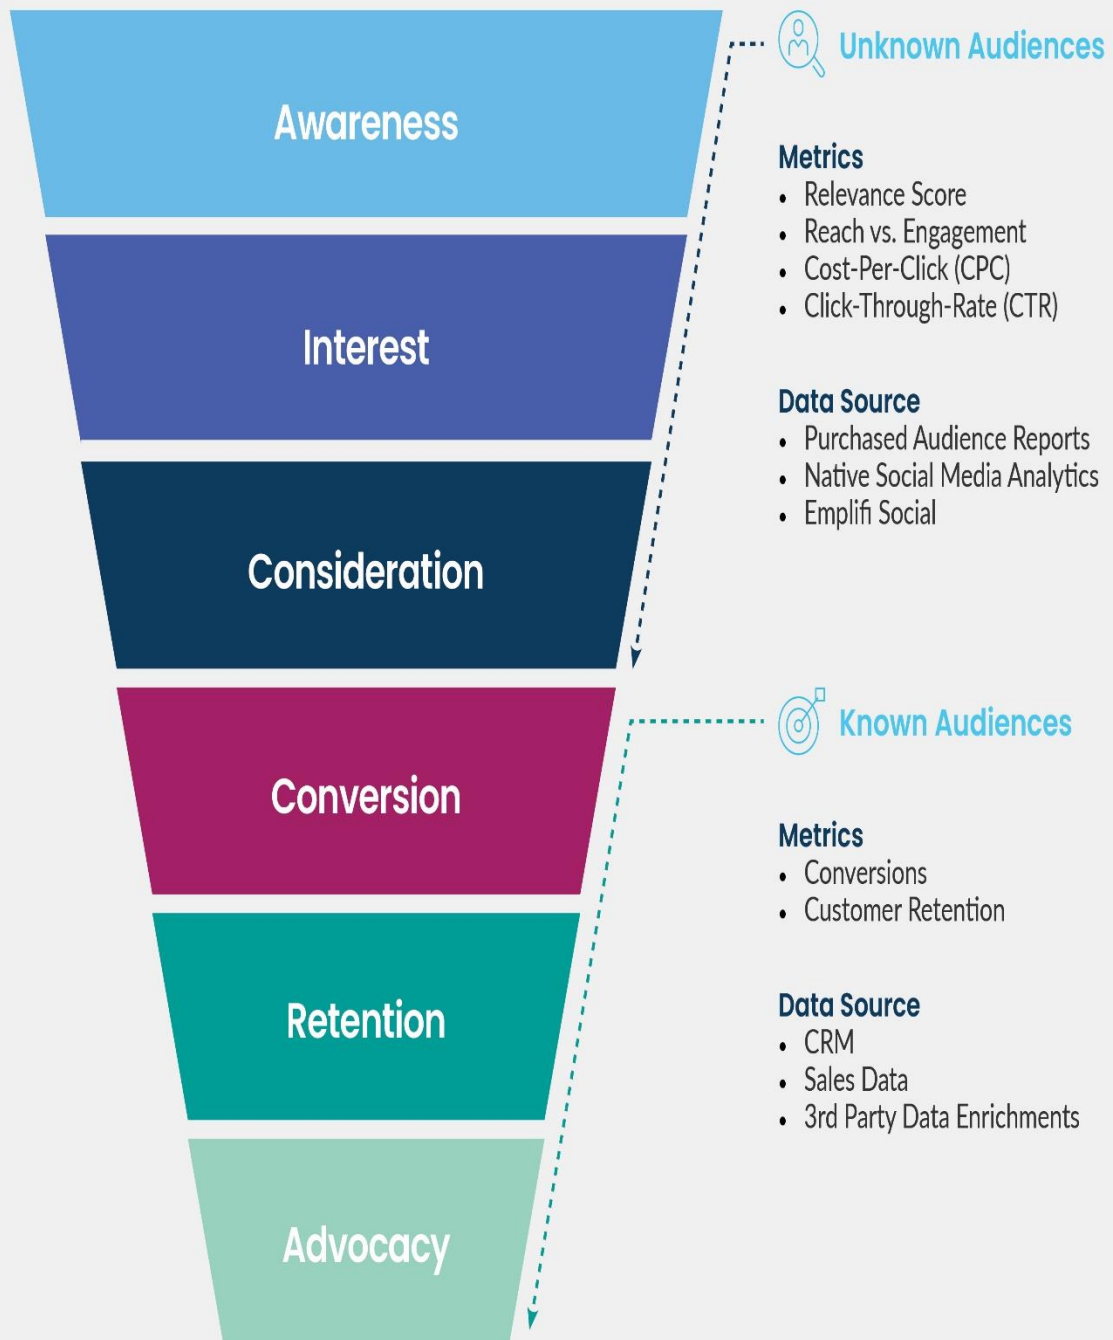 Awareness
Interest
Consideration
Conversion
Retention
Advocacy
Unknown Audiences
Metrics
• Relevance Score
• Reach vs. Engagement
• Cost-Per-Click (CPC)
• Click-Through-Rate (CTR)
Data Source
• Purchased Audience Reports
• Native Social Media Analytics
• Emplifi Social
Known Audiences
Metrics
• Conversions
• Customer Retention
Data Source
• CRM
• Sales Data
• 3rd Party Data Enrichments